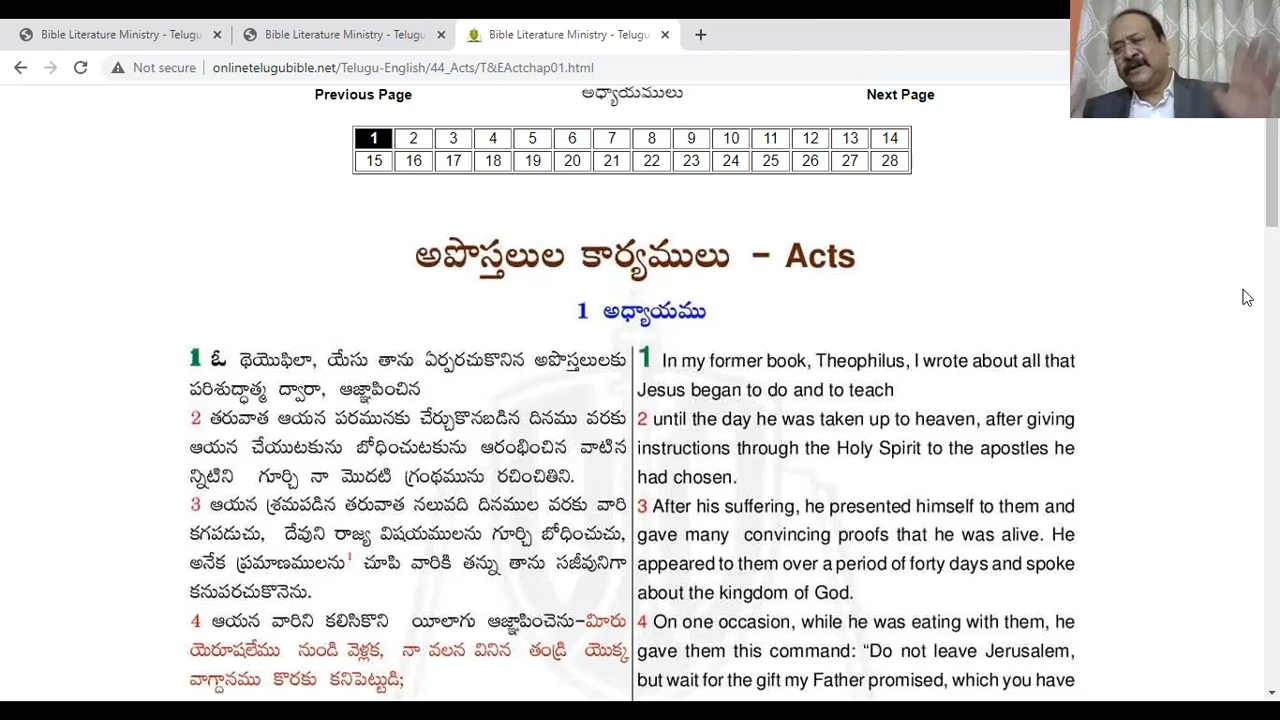 Bible Literature Ministry - Telugu
Bible Literature Ministry - Telugu
Bible Literature Ministry - Telugu
Not secure onlinetelugubible.net/Telugu-English/44_Acts/T&EActchap01.html
Previous Page అధ్యాయములు Next Page
1 2 3 4 5 6 7 8 9 10 11 12 13 14
15 16 17 18 19 20 21 22 23 24 25 26 27 28
అపొస్తలుల కార్యములు - Acts
1 అధ్యాయము
1 ఓ థెయొఫిలా, యేసు తాను ఏర్పరచుకొనిన అపొస్తలులకు
పరిశుద్ధాత్మ ద్వారా, ఆజ్ఞాపించిన
2 తరువాత ఆయన పరమునకు చేర్చుకొనబడిన దినము వరకు
ఆయన చేయుటకును బోధించుటకును ఆరంభించిన వాటిన
న్నిటిని గూర్చి నా మొదటి గ్రంథమును రచించితిని.
3 ఆయన శ్రమపడిన తరువాత నలువది దినముల వరకు వారి
కగపడుచు, దేవుని రాజ్య విషయములను గూర్చి బోధించుచు,
అనేక ప్రమాణములను1 చూపి వారికి తన్ను తాను సజీవునిగా
కనుపరచుకొనెను.
4 ఆయన వారిని కలిసికొని యీలాగు ఆజ్ఞాపించెను-మీరు
యెరూషలేము నుండి వెళ్లక, నా వలన వినిన తండ్రి యొక్క
వాగ్దానము కొరకు కనిపెట్టుడి;
1 In my former book, Theophilus, I wrote about all that
Jesus began to do and to teach
2 until the day he was taken up to heaven, after giving
instructions through the Holy Spirit to the apostles he
had chosen.
3 After his suffering, he presented himself to them and
gave many convincing proofs that he was alive. He
appeared to them over a period of forty days and spoke
about the kingdom of God.
4 On one occasion, while he was eating with them, he
gave them this command: “Do not leave Jerusalem,
but wait for the gift my Father promised, which you have